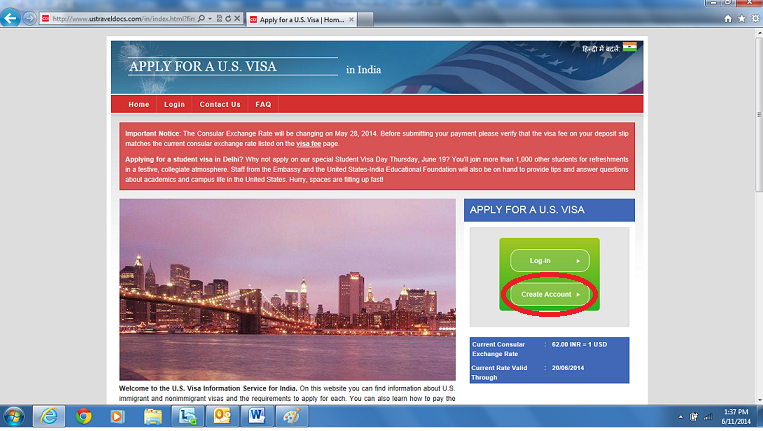 http://www.ustraveldocs.com/in/index.html?fin
Apply for a U.S. Visa | Hom...
हिन्दी में बदलें
APPLY FOR A U.S. VISA
in India
Home Login Contact Us FAQ
Important Notice: The Consular Exchange Rate will be changing on May 28, 2014. Before submitting your payment please verify that the visa fee on your deposit slip
matches the current consular exchange rate listed on the visa fee page.
Applying for a student visa in Delhi? Why not apply on our special Student Visa Day Thursday, June 19? You'll join more than 1,000 other students for refreshments
in a festive, collegiate atmosphere. Staff from the Embassy and the United States-India Educational Foundation will also be on hand to provide tips and answer questions
about academics and campus life in the United States. Hurry, spaces are filling up fast!
APPLY FOR A U.S. VISA
Log-in
Create Account
Current Consular Exchange Rate : 62.00 INR = 1 USD
Current Rate Valid Through : 20/06/2014
Welcome to the U.S. Visa Information Service for India. On this website you can find information about U.S.
immigrant and nonimmigrant visas and the requirements to apply for each. You can also learn how to pay the
1:37 PM
6/11/2014